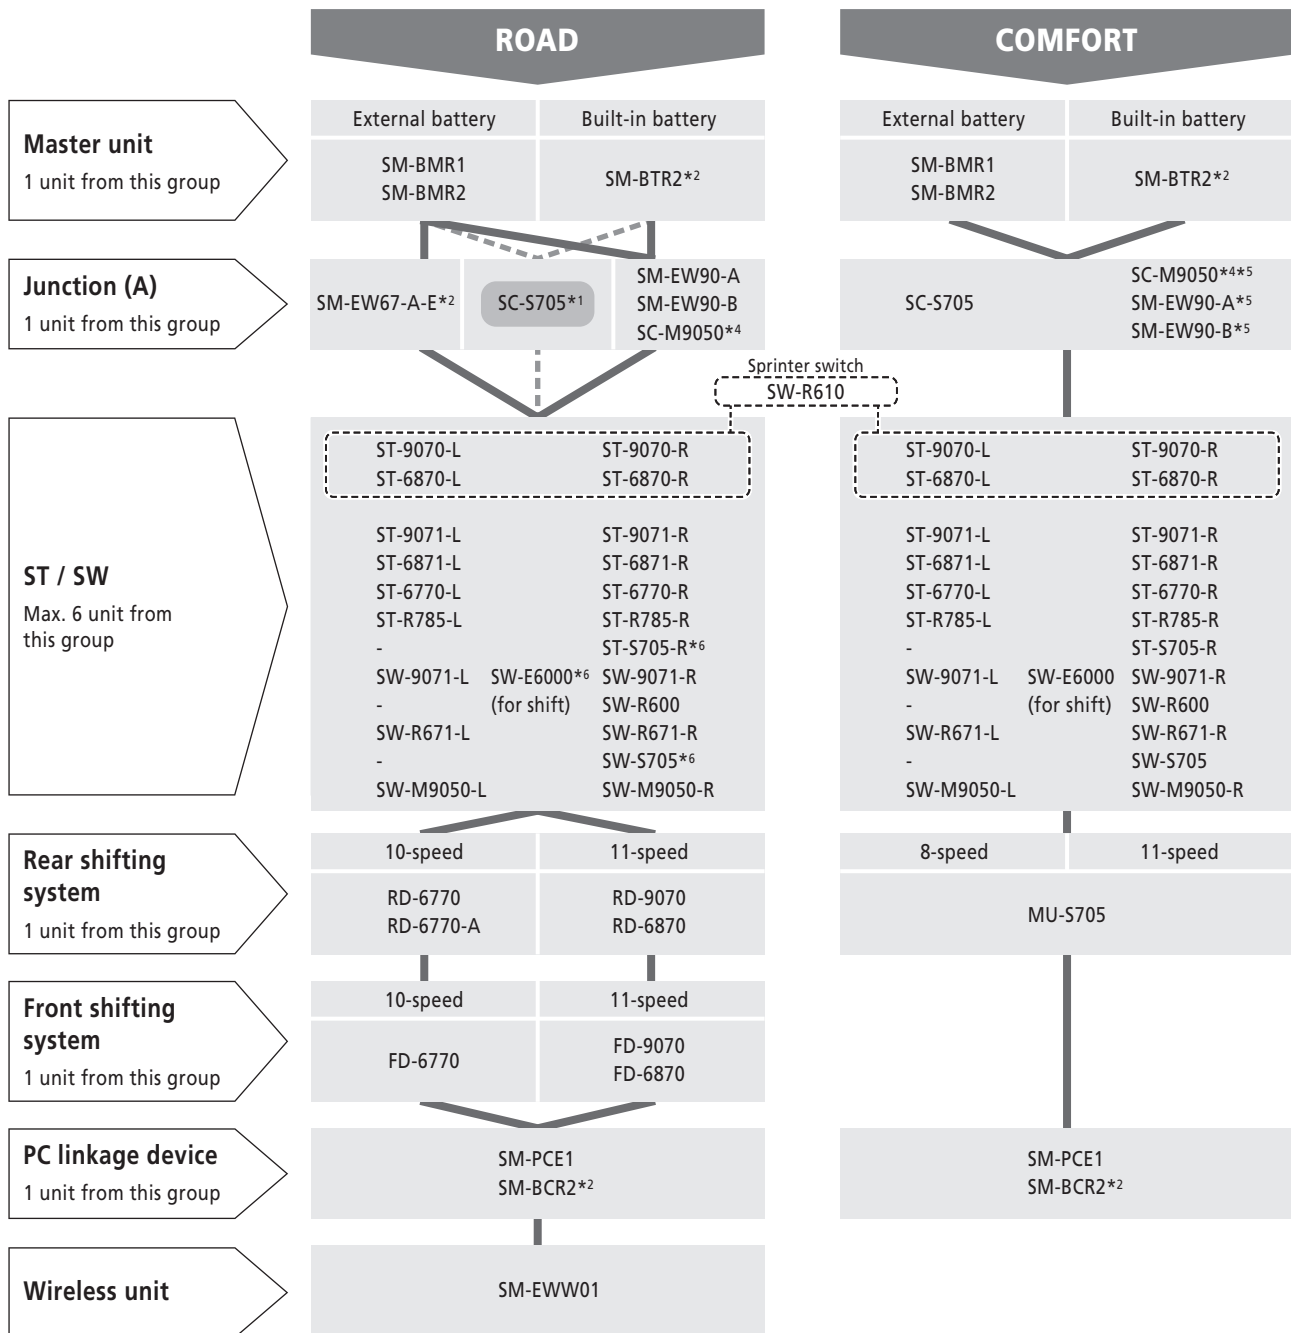 ROAD
COMFORT
Master unit
1 unit from this group
External battery
Built-in battery
SM-BMR1
SM-BMR2
SM-BTR2*2
External battery
Built-in battery
SM-BMR1
SM-BMR2
SM-BTR2*2
Junction (A)
1 unit from this group
SM-EW67-A-E*2
SC-S705*1
SM-EW90-A
SM-EW90-B
SC-M9050*4
SC-S705
SC-M9050*4*5
SM-EW90-A*5
SM-EW90-B*5
Sprinter switch
SW-R610
ST / SW
Max. 6 unit from
this group
ST-9070-L ST-9070-R
ST-6870-L ST-6870-R
ST-9071-L ST-9071-R
ST-6871-L ST-6871-R
ST-6770-L ST-6770-R
ST-R785-L ST-R785-R
- ST-S705-R*6
SW-9071-L SW-E6000*6 SW-9071-R
- (for shift) SW-R600
SW-R671-L SW-R671-R
- SW-S705*6
SW-M9050-L SW-M9050-R
ST-9070-L ST-9070-R
ST-6870-L ST-6870-R
ST-9071-L ST-9071-R
ST-6871-L ST-6871-R
ST-6770-L ST-6770-R
ST-R785-L ST-R785-R
- ST-S705-R
SW-9071-L SW-E6000 SW-9071-R
- (for shift) SW-R600
SW-R671-L SW-R671-R
- SW-S705
SW-M9050-L SW-M9050-R
Rear shifting
system
1 unit from this group
10-speed
11-speed
RD-6770
RD-6770-A
RD-9070
RD-6870
8-speed
11-speed
MU-S705
Front shifting
system
1 unit from this group
10-speed
11-speed
FD-6770
FD-9070
FD-6870
PC linkage device
1 unit from this group
SM-PCE1
SM-BCR2*2
SM-PCE1
SM-BCR2*2
Wireless unit
SM-EWW01